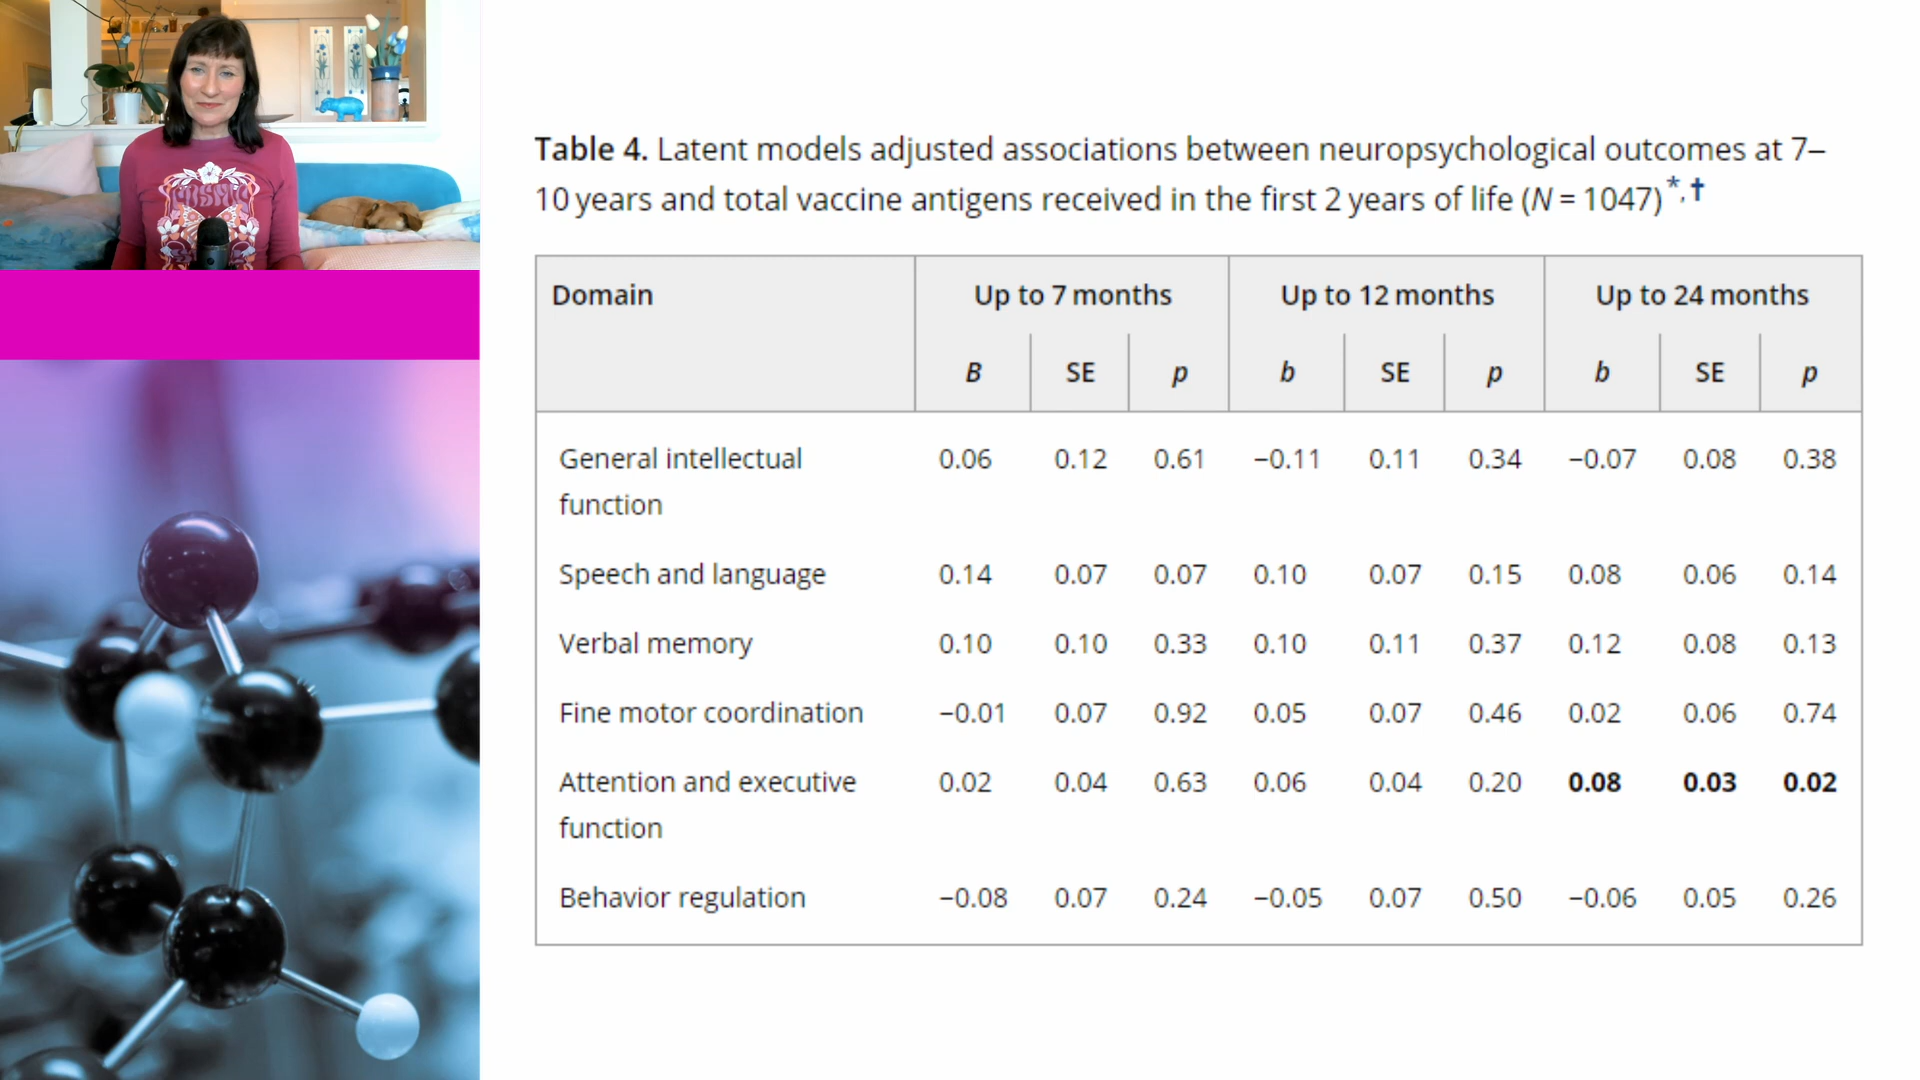 Table 4. Latent models adjusted associations between neuropsychological outcomes at 7–
10 years and total vaccine antigens received in the first 2 years of life (N = 1047) *,†
Domain Up to 7 months Up to 12 months Up to 24 months
B SE p b SE p b SE p
General intellectual 0.06 0.12 0.61 −0.11 0.11 0.34 −0.07 0.08 0.38
function
Speech and language 0.14 0.07 0.07 0.10 0.07 0.15 0.08 0.06 0.14
Verbal memory 0.10 0.10 0.33 0.10 0.11 0.37 0.12 0.08 0.13
Fine motor coordination −0.01 0.07 0.92 0.05 0.07 0.46 0.02 0.06 0.74
Attention and executive 0.02 0.04 0.63 0.06 0.04 0.20 0.08 0.03 0.02
function
Behavior regulation −0.08 0.07 0.24 −0.05 0.07 0.50 −0.06 0.05 0.26